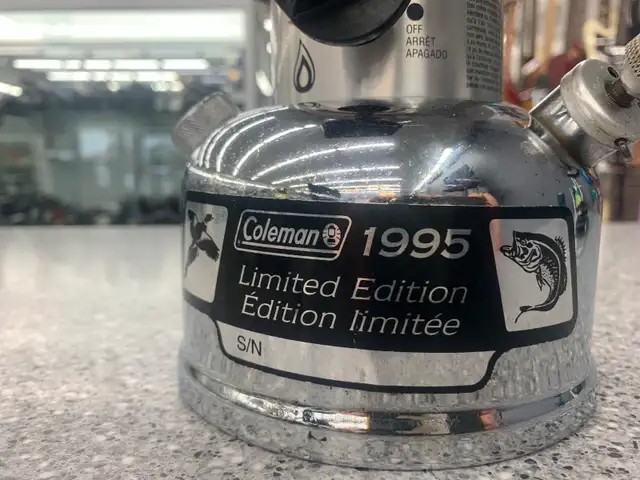 OFF
ARRÊT
APAGADO
Coleman 1995
Limited Edition
Édition limitée
S/N